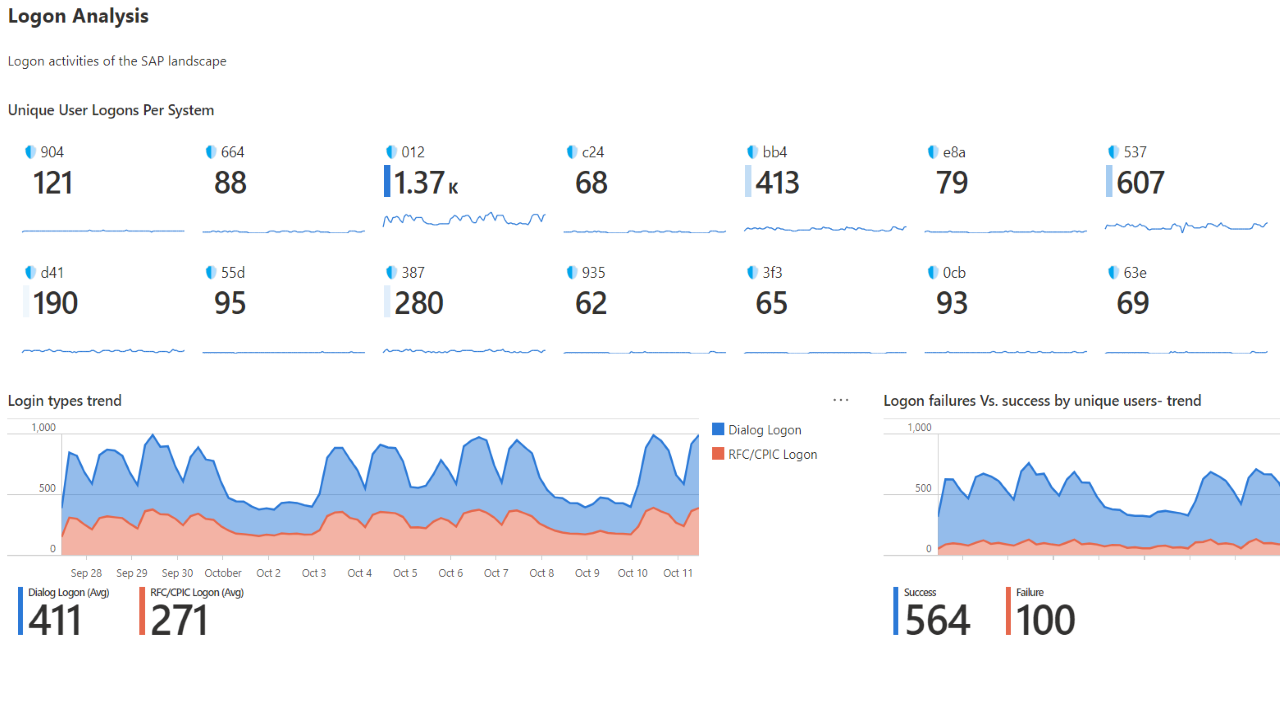 Logon Analysis
Logon activities of the SAP landscape
Unique User Logons Per System
904 664 012 c24 bb4 e8a 537
121 88 1.37 K 68 413 79 607
d41 55d 387 935 3f3 0cb 63e
190 95 280 62 65 93 69
Login types trend
...
1,000
500
0
Sep 28 Sep 29 Sep 30 October Oct 2 Oct 3 Oct 4 Oct 5 Oct 6 Oct 7 Oct 8 Oct 9 Oct 10 Oct 11
Dialog Logon
RFC/CPIC Logon
Dialog Logon (Avg) RFC/CPIC Logon (Avg)
411 271
Logon failures Vs. success by unique users- trend
1,000
500
0
Success Failure
564 100